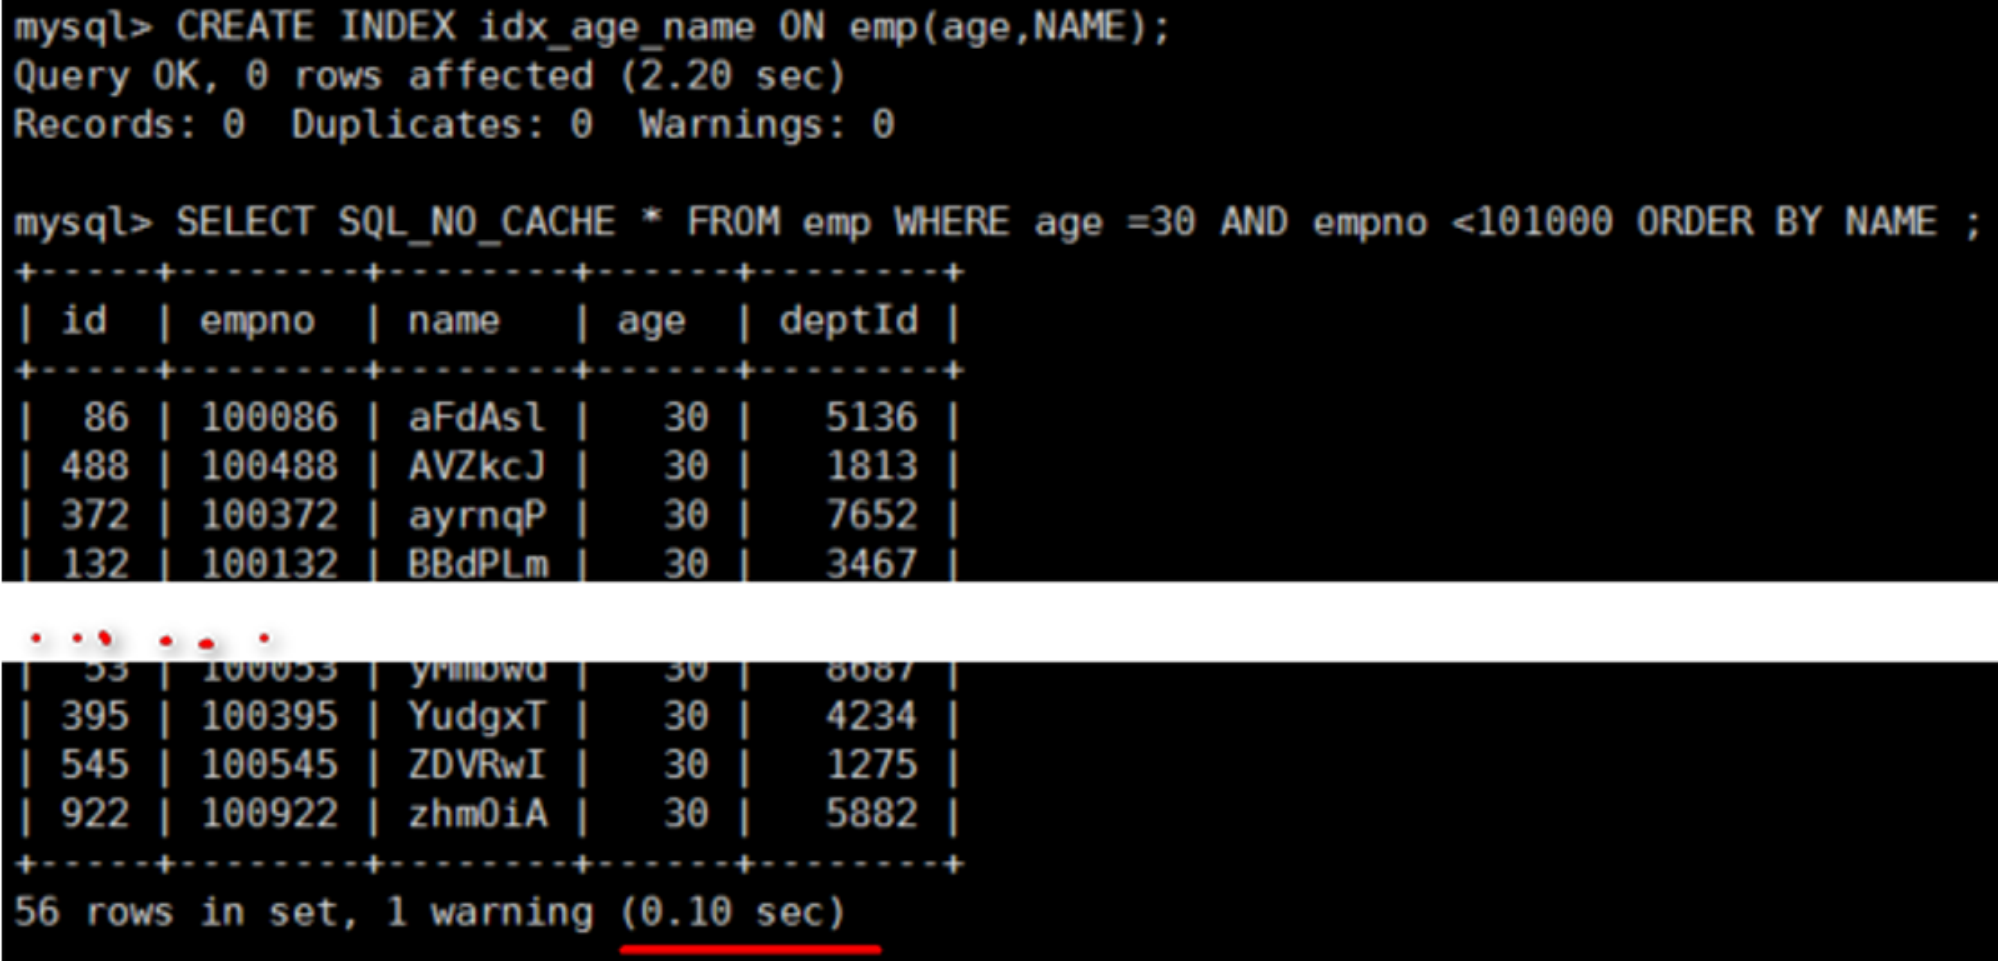 mysql> CREATE INDEX idx_age_name ON emp(age,NAME);
Query OK, 0 rows affected (2.20 sec)
Records: 0  Duplicates: 0  Warnings: 0
mysql> SELECT SQL_NO_CACHE * FROM emp WHERE age =30 AND empno <101000 ORDER BY NAME ;
+-----+--------+--------+------+--------+
| id  | empno  | name   | age  | deptId |
+-----+--------+--------+------+--------+
|  86 | 100086 | aFdAsl |   30 |   5136 |
| 488 | 100488 | AVZkcJ |   30 |   1813 |
| 372 | 100372 | ayrnqP |   30 |   7652 |
| 132 | 100132 | BBdPLm |   30 |   3467 |
|  53 | 100053 | yMmbwd |   30 |   8687 |
| 395 | 100395 | YudgxT |   30 |   4234 |
| 545 | 100545 | ZDVRwI |   30 |   1275 |
| 922 | 100922 | zhmOiA |   30 |   5882 |
+-----+--------+--------+------+--------+
56 rows in set, 1 warning (0.10 sec)